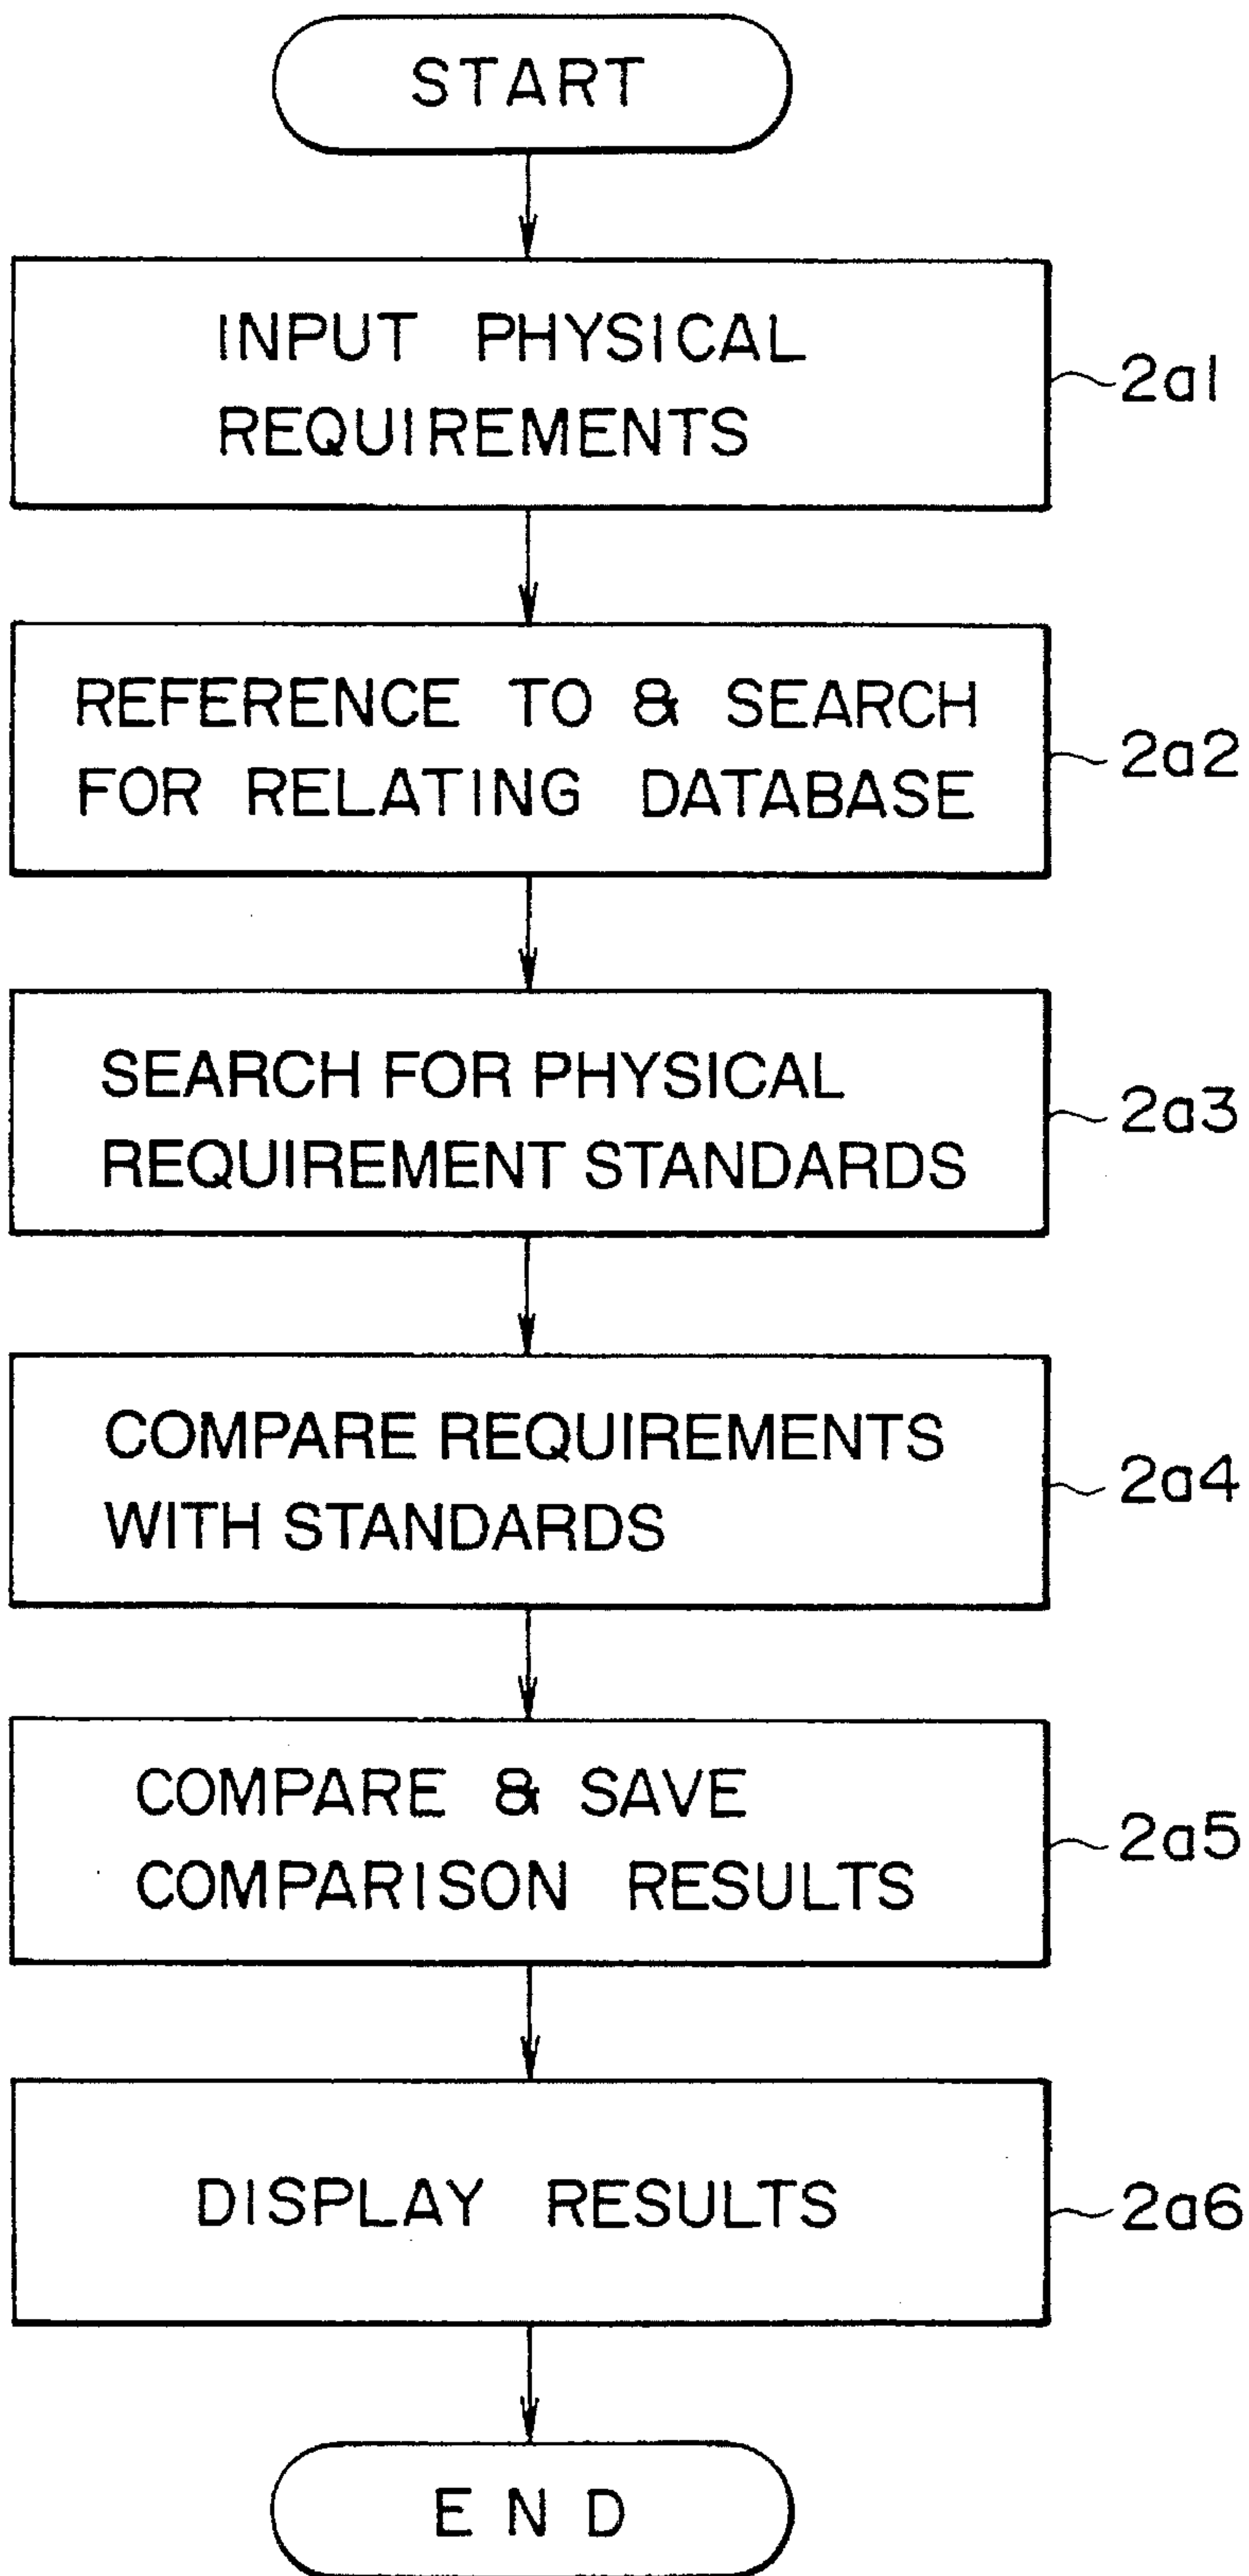 START
INPUT PHYSICAL
REQUIREMENTS
2a1
REFERENCE TO & SEARCH
FOR RELATING DATABASE
2a2
SEARCH FOR PHYSICAL
REQUIREMENT STANDARDS
2a3
COMPARE REQUIREMENTS
WITH STANDARDS
2a4
COMPARE & SAVE
COMPARISON RESULTS
2a5
DISPLAY RESULTS
2a6
END